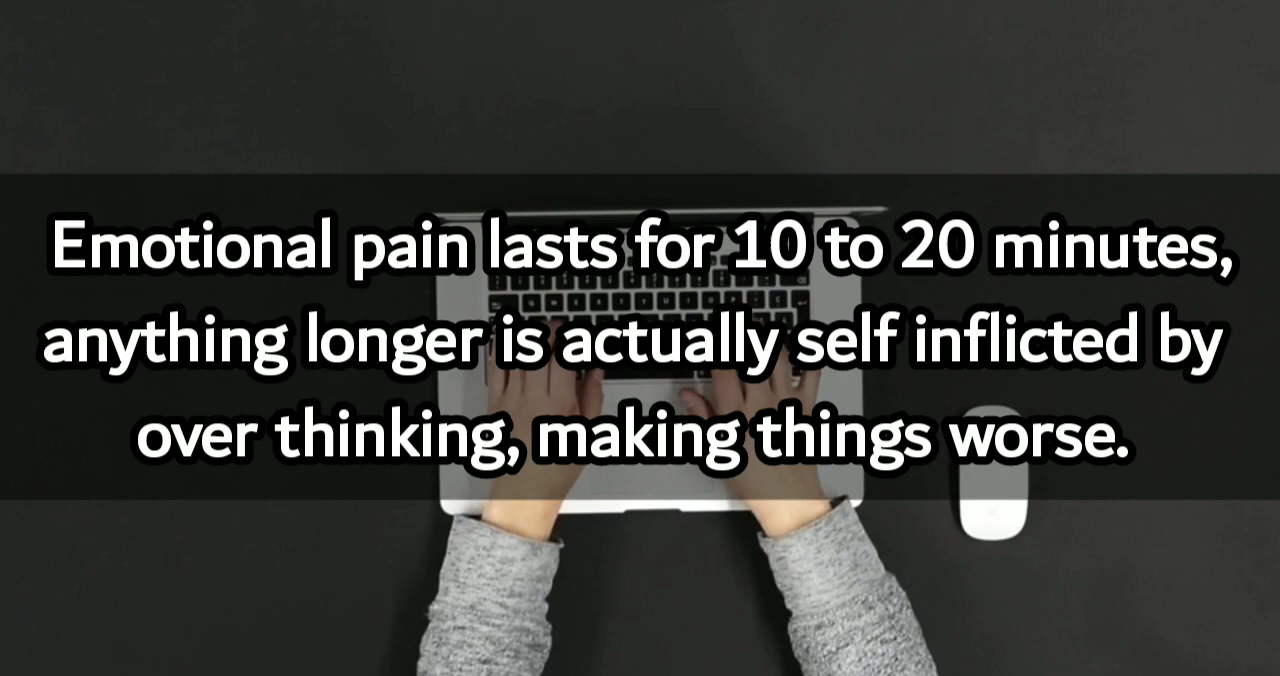 Emotional pain lasts for 10 to 20 minutes,
anything longer is actually self inflicted by
over thinking, making things worse.